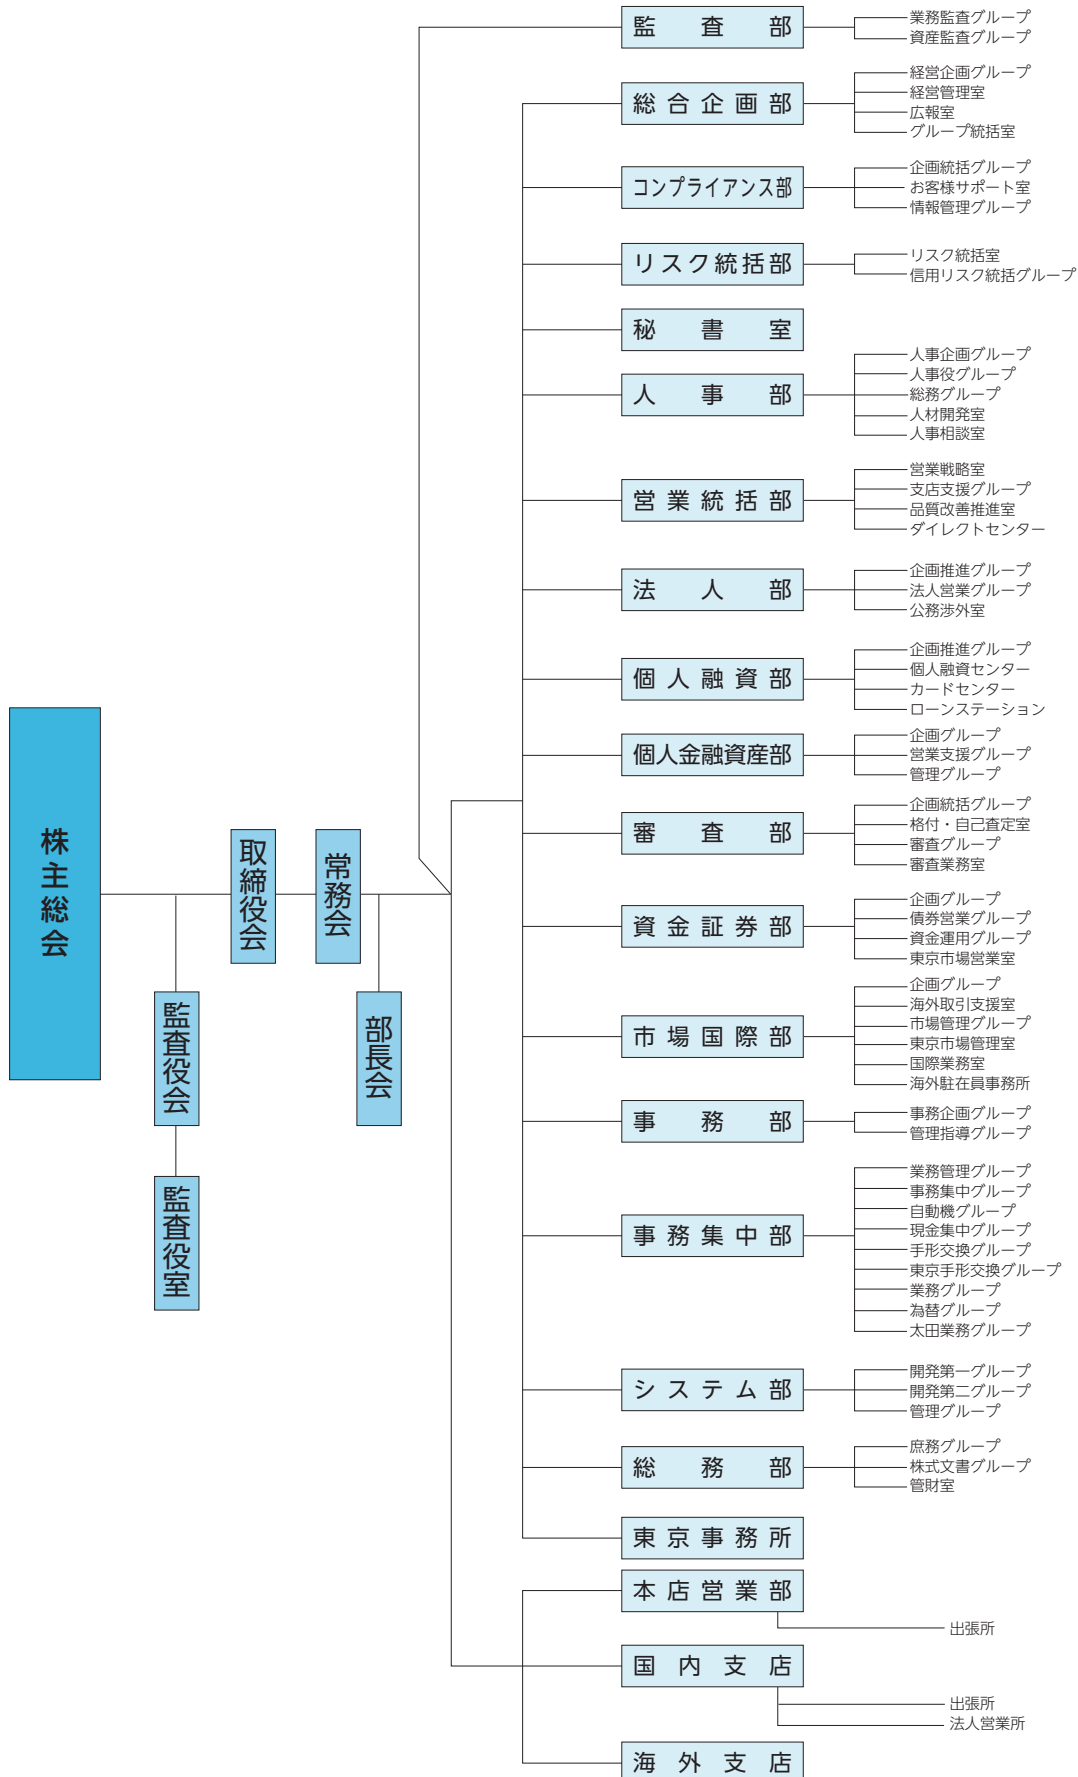 株主総会
監査役会
監査役室
取締役会
常務会
部長会
監査部
業務監査グループ
資産監査グループ
総合企画部
経営企画グループ
経営管理室
広報室
グループ統括室
コンプライアンス部
企画統括グループ
お客様サポート室
情報管理グループ
リスク統括部
リスク統括室
信用リスク統括グループ
秘書室
人事部
人事企画グループ
人事役グループ
総務グループ
人材開発室
人事相談室
営業統括部
営業戦略室
支店支援グループ
品質改善推進室
ダイレクトセンター
法人部
企画推進グループ
法人営業グループ
公務渉外室
個人融資部
企画推進グループ
個人融資センター
カードセンター
ローンステーション
個人金融資産部
企画グループ
営業支援グループ
管理グループ
審査部
企画統括グループ
格付・自己査定室
審査グループ
審査業務室
資金証券部
企画グループ
債券営業グループ
資金運用グループ
東京市場営業室
市場国際部
企画グループ
海外取引支援室
市場管理グループ
東京市場管理室
国際業務室
海外駐在員事務所
事務部
事務企画グループ
管理指導グループ
事務集中部
業務管理グループ
事務集中グループ
自動機グループ
現金集中グループ
手形交換グループ
東京手形交換グループ
業務グループ
為替グループ
太田業務グループ
システム部
開発第一グループ
開発第二グループ
管理グループ
総務部
庶務グループ
株式文書グループ
管財室
東京事務所
本店営業部
出張所
国内支店
出張所
法人営業所
海外支店